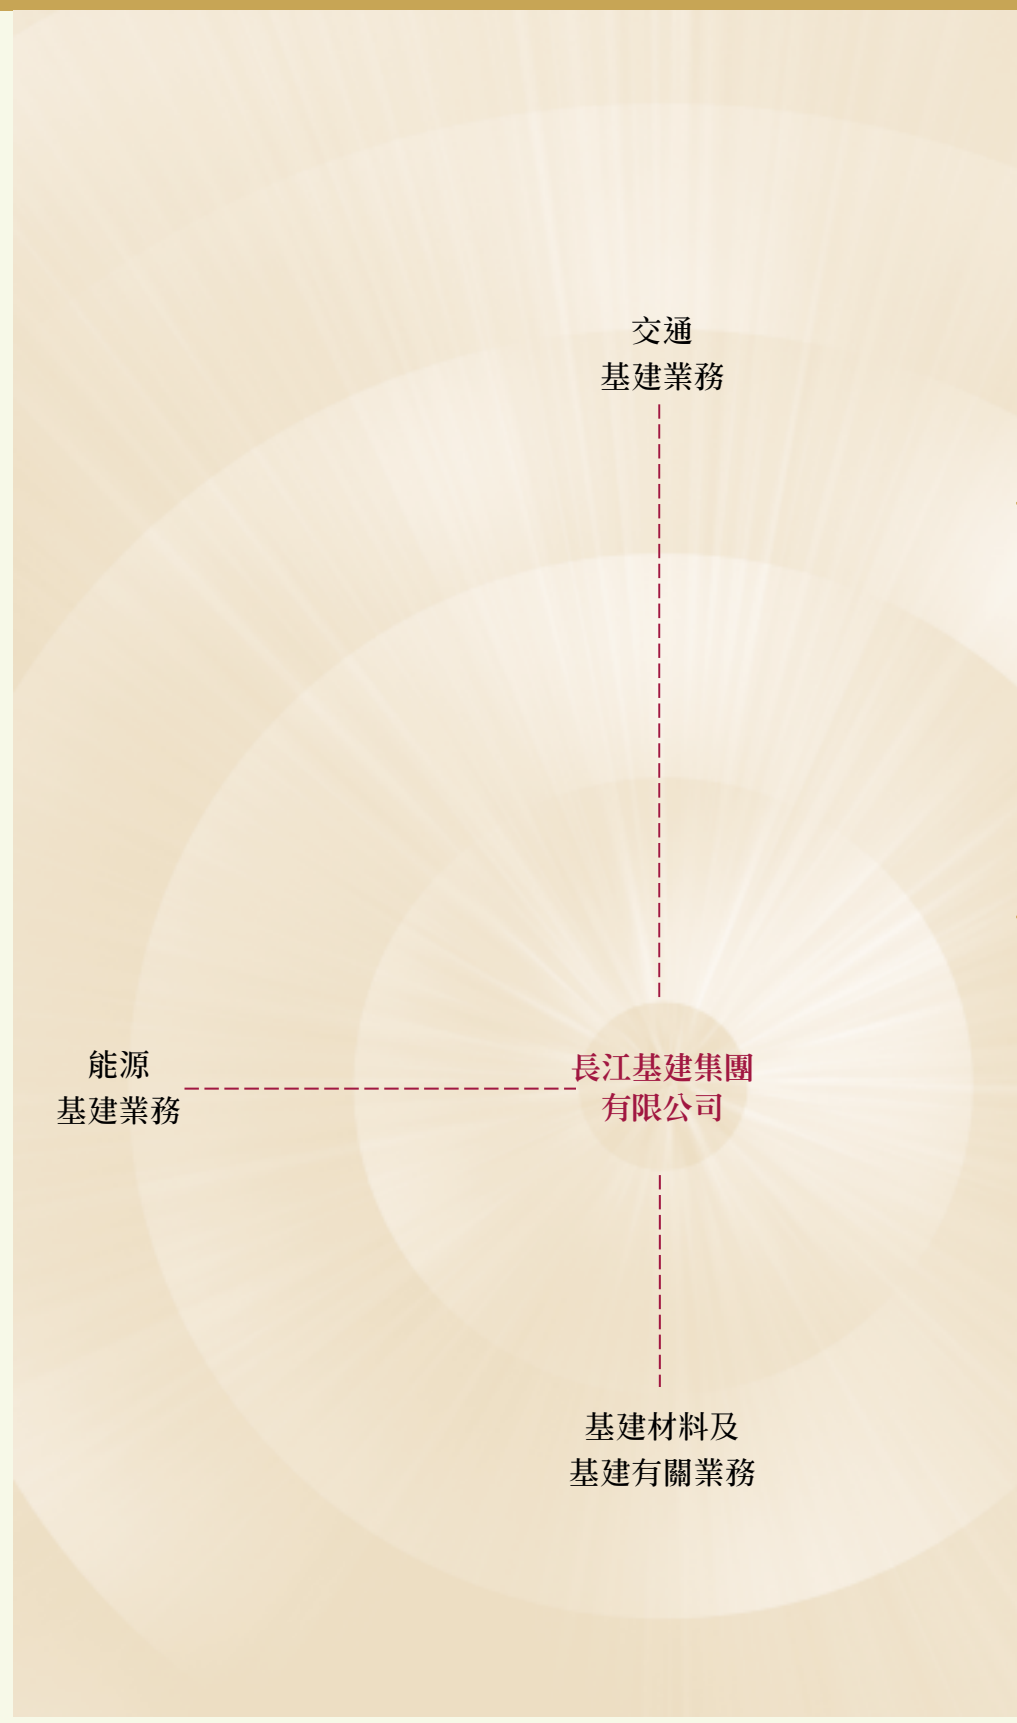 交通
基建業務
能源
基建業務
長江基建集團
有限公司
基建材料及
基建有關業務